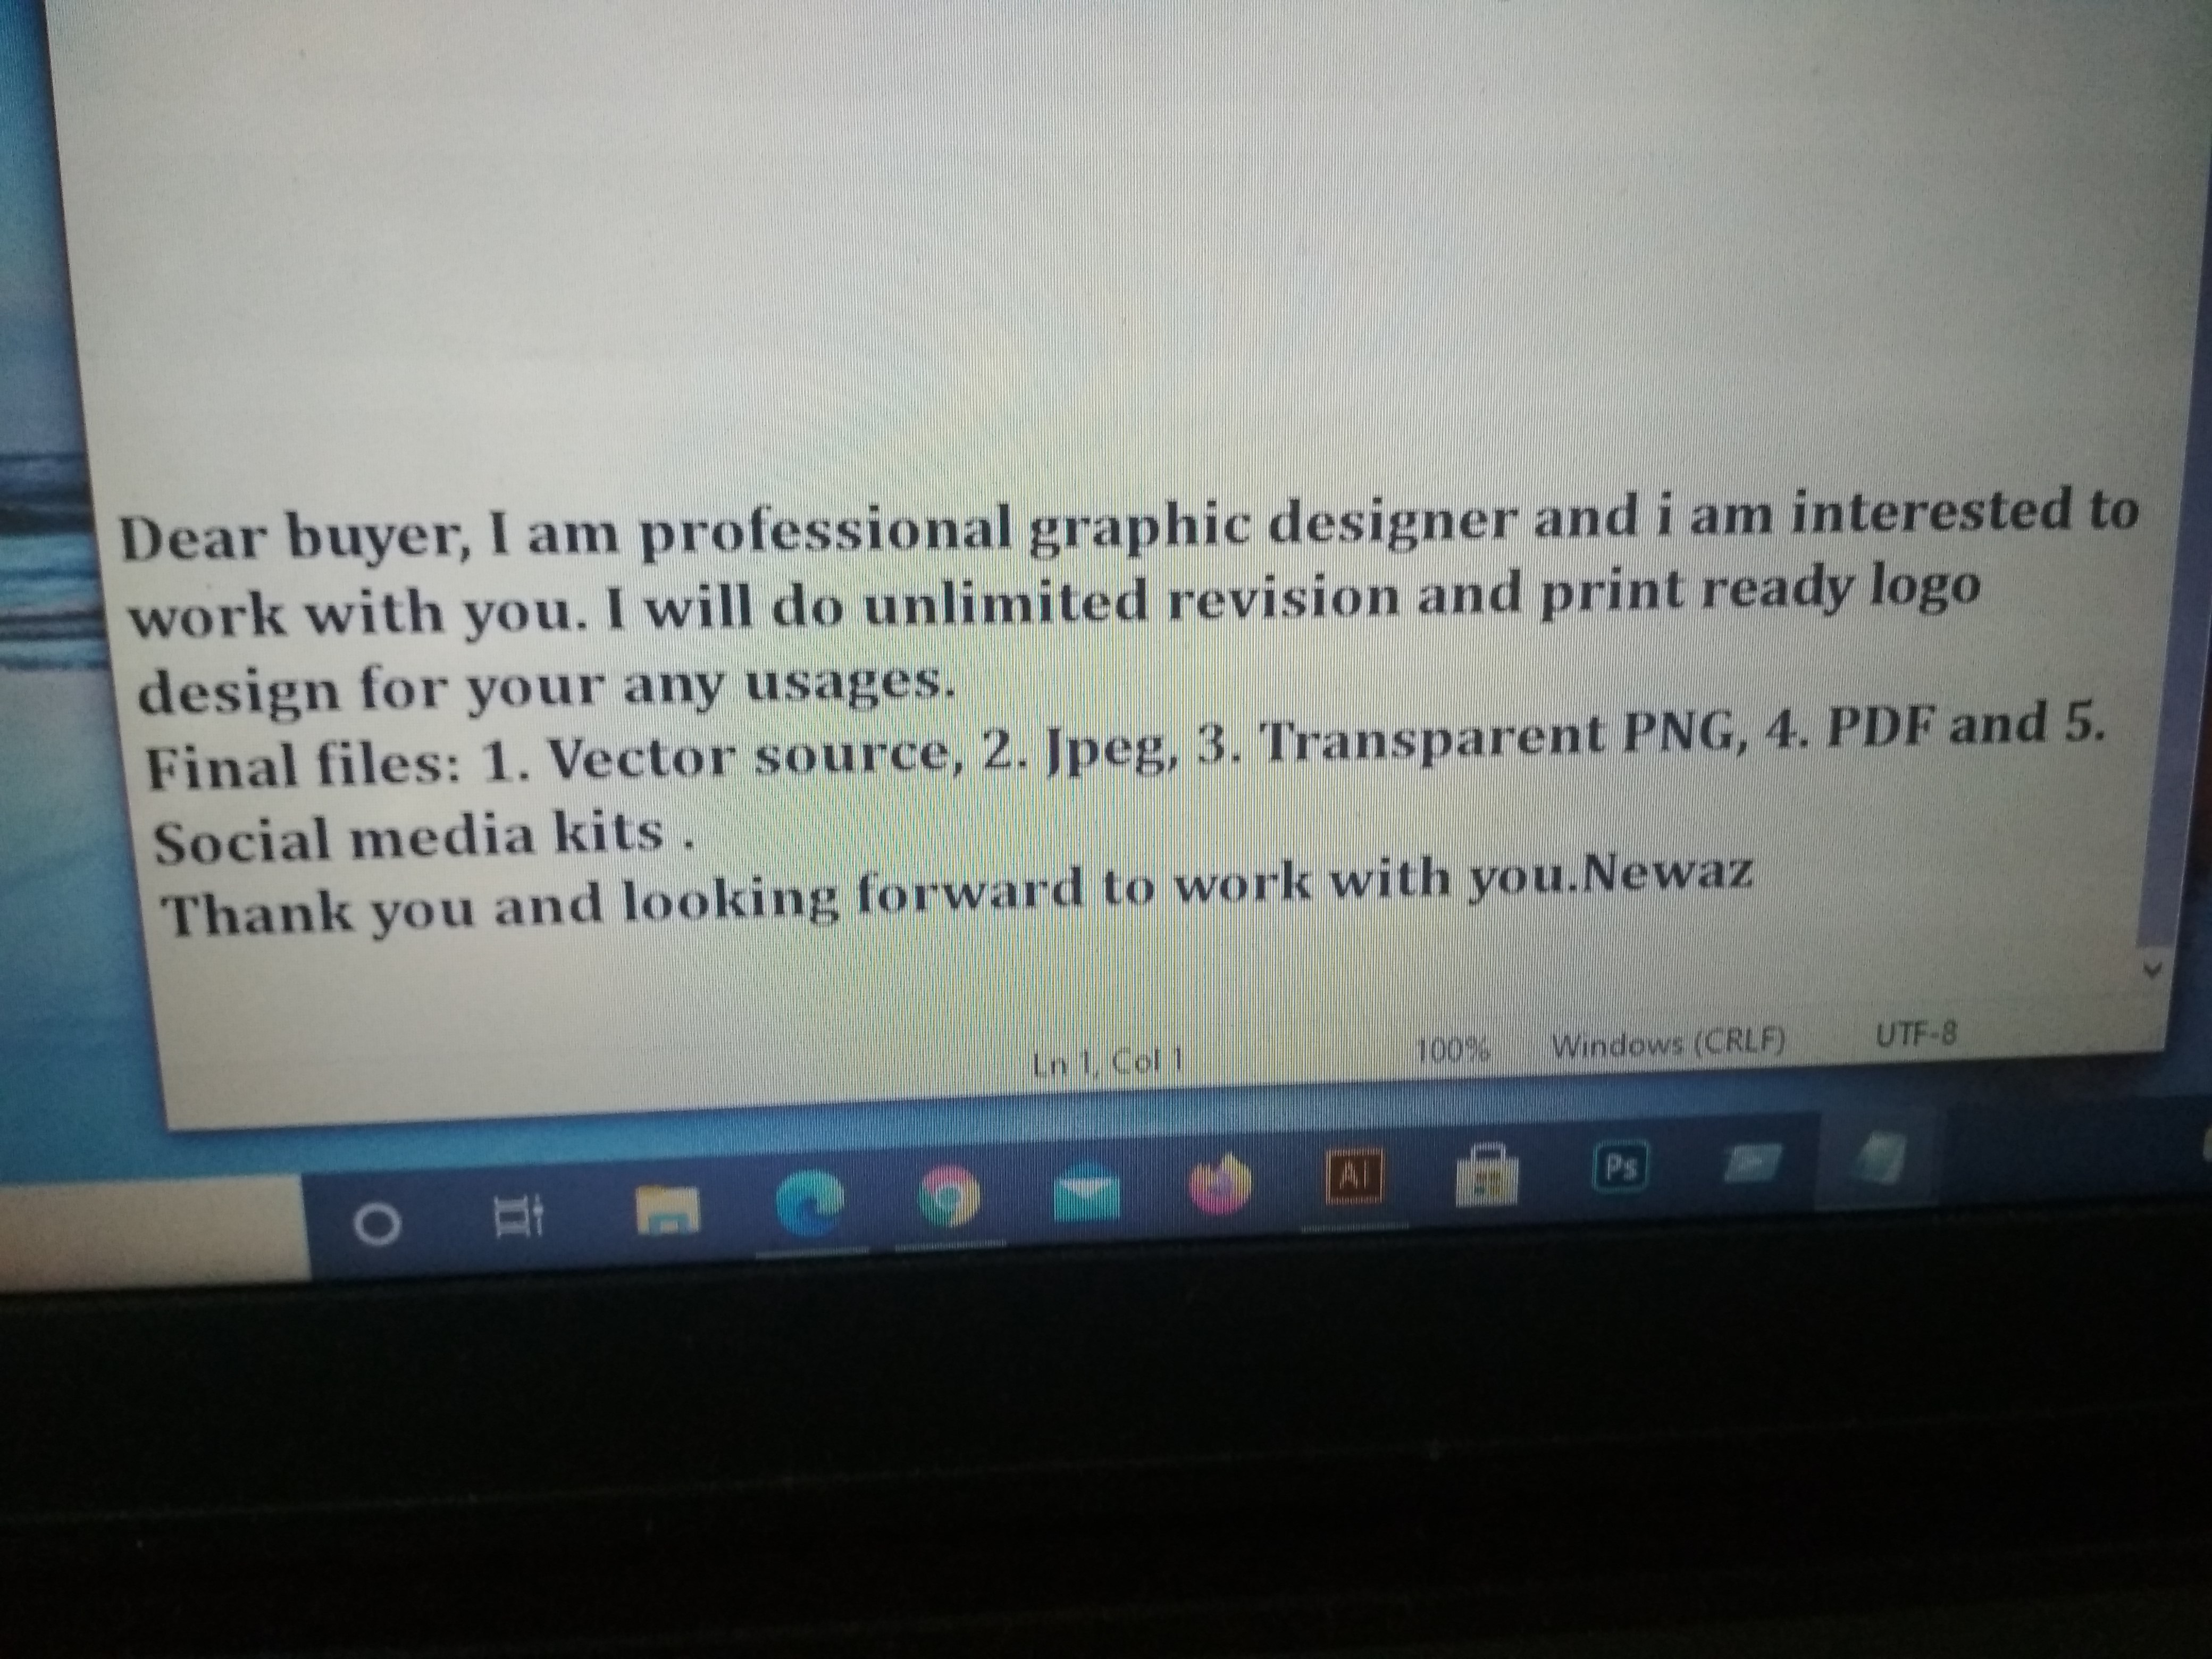 Dear buyer, I am professional graphic designer and i am interested to
work with you. I will do unlimited revision and print ready logo
design for your any usages.
Final files: 1. Vector source, 2. Jpeg, 3. Transparent PNG, 4. PDF and 5.
Social media kits .
Thank you and looking forward to work with you.Newaz
Ln 1, Col 1 100% Windows (CRLF) UTF-8
Ai Ps